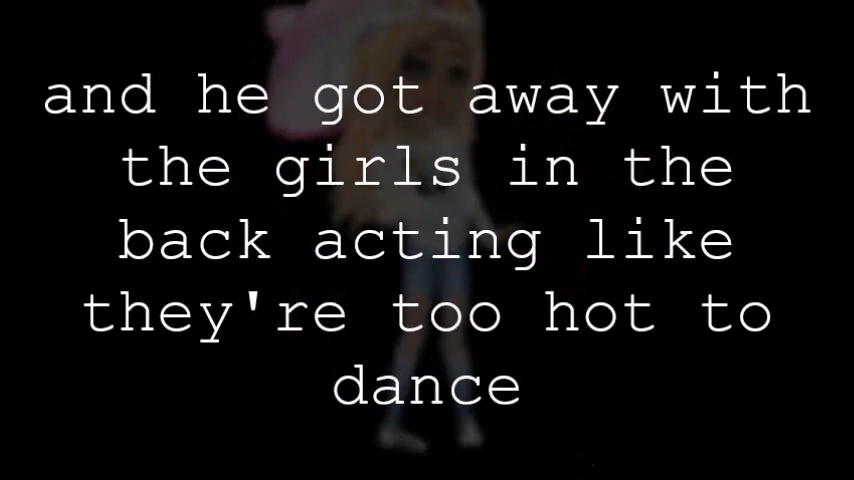 and he got away with
the girls in the
back acting like
they're too hot to
dance